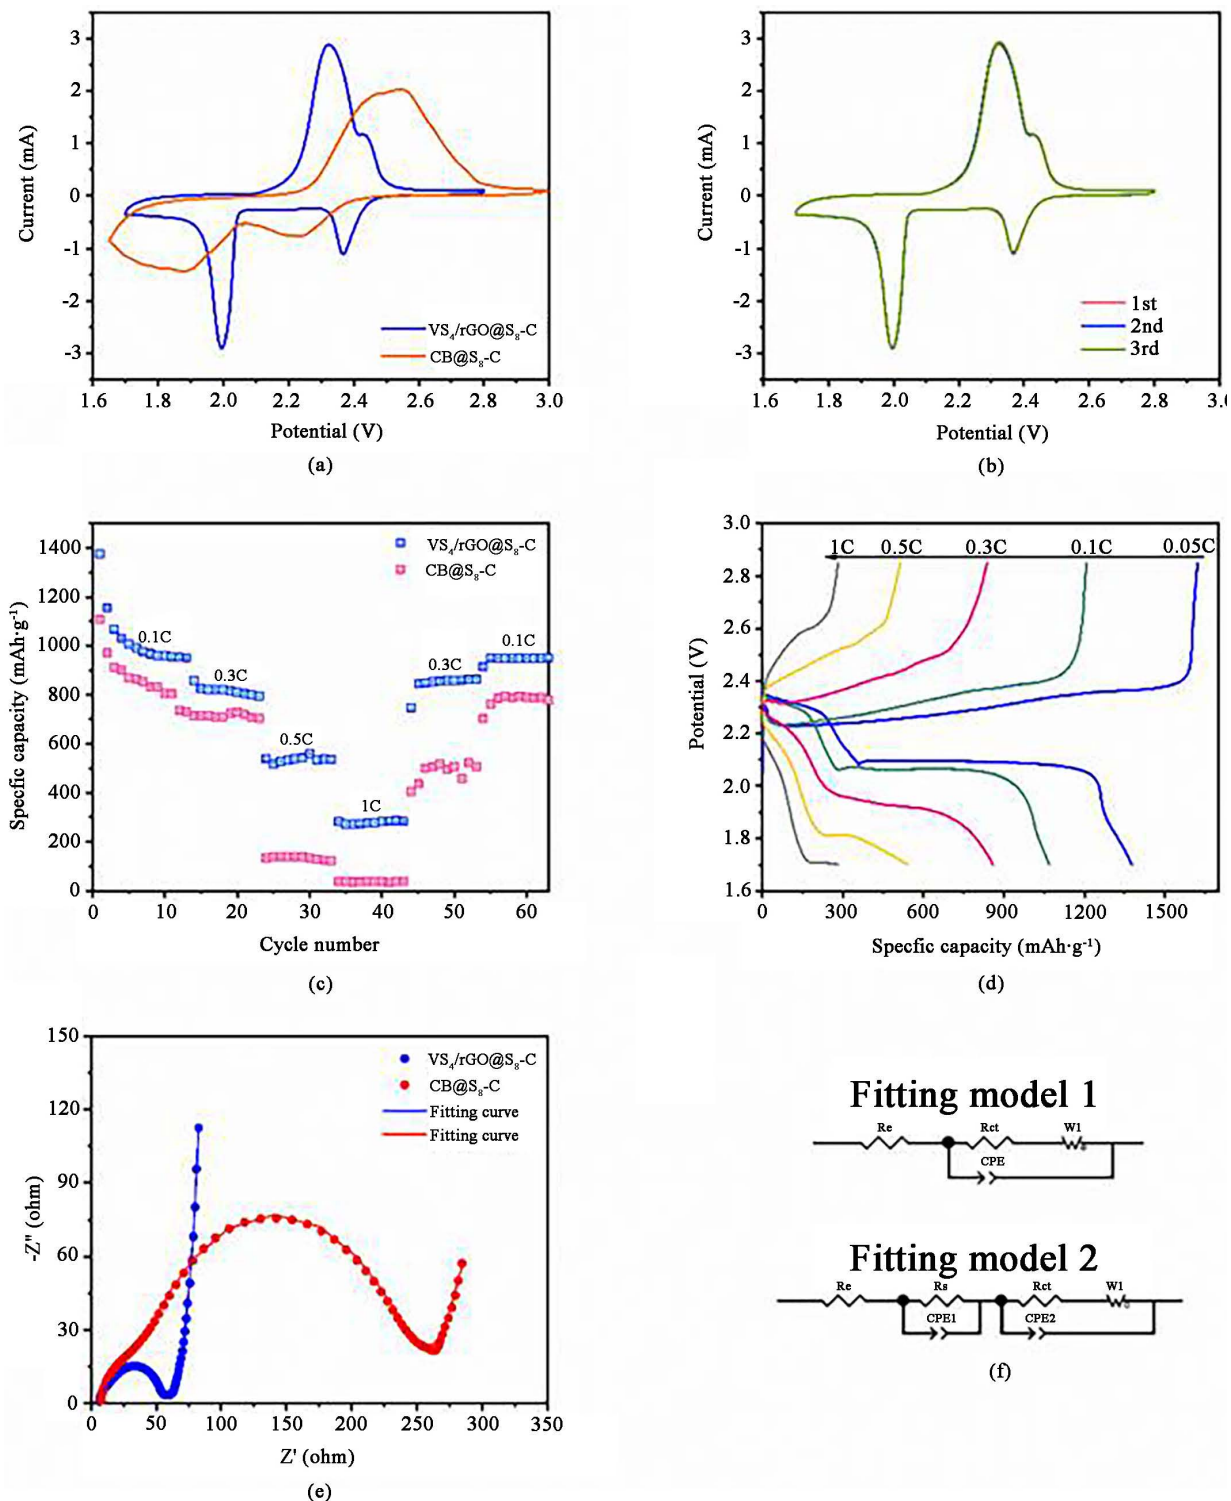 3
2
1
0
-1
-2
-3
Current (mA)
VS₄/rGO@S₈-C
CB@S₈-C
1.6 1.8 2.0 2.2 2.4 2.6 2.8 3.0
Potential (V)
(a)
3
2
1
0
-1
-2
-3
Current (mA)
1st
2nd
3rd
1.6 1.8 2.0 2.2 2.4 2.6 2.8 3.0
Potential (V)
(b)
1400
1200
1000
800
600
400
200
0
Specfic capacity (mAh·g⁻¹)
VS₄/rGO@S₈-C
CB@S₈-C
0.1C
0.3C
0.5C
1C
0.3C
0.1C
0 10 20 30 40 50 60
Cycle number
(c)
3.0
2.8
2.6
2.4
2.2
2.0
1.8
1.6
Potential (V)
1C 0.5C 0.3C 0.1C 0.05C
0 300 600 900 1200 1500
Specfic capacity (mAh·g⁻¹)
(d)
150
120
90
60
30
0
-Z" (ohm)
VS₄/rGO@S₈-C
CB@S₈-C
Fitting curve
Fitting curve
0 50 100 150 200 250 300 350
Z' (ohm)
(e)
Fitting model 1
Re Rct W1
CPE
Fitting model 2
Re Rs Rct W1
CPE1 CPE2
(f)